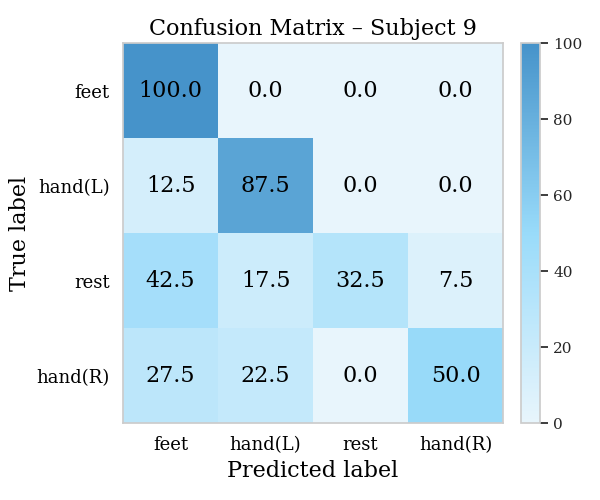 Confusion Matrix – Subject 9
feet 100.0 0.0 0.0 0.0
hand(L) 12.5 87.5 0.0 0.0
rest 42.5 17.5 32.5 7.5
hand(R) 27.5 22.5 0.0 50.0
feet hand(L) rest hand(R)
Predicted label
True label
100
80
60
40
20
0